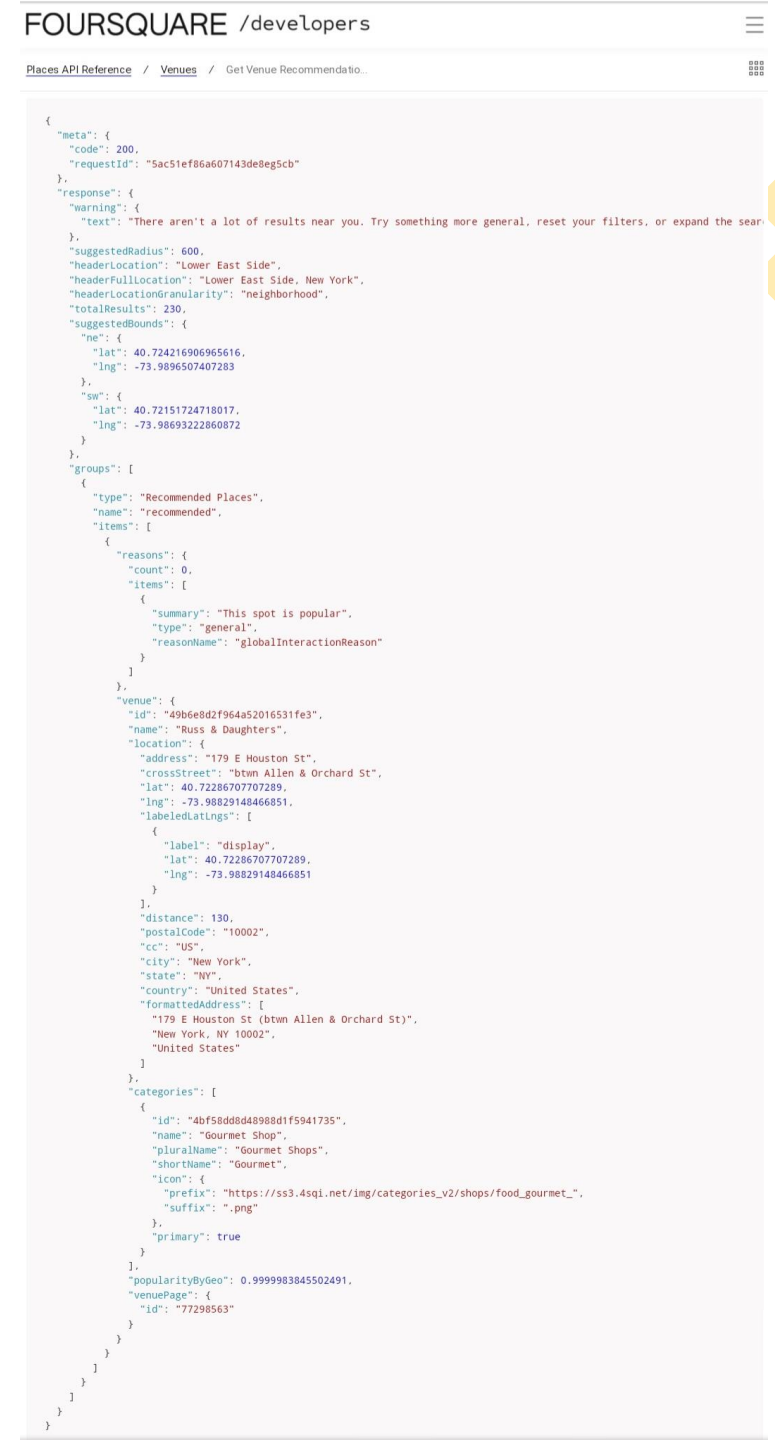 FOURSQUARE /developers
Places API Reference / Venues / Get Venue Recommendatio...
{
"meta": {
"code": 200,
"requestId": "5ac51ef86a607143de8eg5cb"
},
"response": {
"warning": {
"text": "There aren't a lot of results near you. Try something more general, reset your filters, or expand the sear
},
"suggestedRadius": 600,
"headerLocation": "Lower East Side",
"headerFullLocation": "Lower East Side, New York",
"headerLocationGranularity": "neighborhood",
"totalResults": 230,
"suggestedBounds": {
"ne": {
"lat": 40.724216906965616,
"lng": -73.9896507407283
},
"sw": {
"lat": 40.72151724718017,
"lng": -73.98693222860872
}
},
"groups": [
{
"type": "Recommended Places",
"name": "recommended",
"items": [
{
"reasons": {
"count": 0,
"items": [
{
"summary": "This spot is popular",
"type": "general",
"reasonName": "globalInteractionReason"
}
]
},
"venue": {
"id": "49b6e8d2f964a52016531fe3",
"name": "Russ & Daughters",
"location": {
"address": "179 E Houston St",
"crossStreet": "btwn Allen & Orchard St",
"lat": 40.72286707707289,
"lng": -73.98829148466851,
"labeledLatLngs": [
{
"label": "display",
"lat": 40.72286707707289,
"lng": -73.98829148466851
}
],
"distance": 130,
"postalCode": "10002",
"cc": "US",
"city": "New York",
"state": "NY",
"country": "United States",
"formattedAddress": [
"179 E Houston St (btwn Allen & Orchard St)",
"New York, NY 10002",
"United States"
]
},
"categories": [
{
"id": "4bf58dd8d48988d1f5941735",
"name": "Gourmet Shop",
"pluralName": "Gourmet Shops",
"shortName": "Gourmet",
"icon": {
"prefix": "https://ss3.4sqi.net/img/categories_v2/shops/food_gourmet_",
"suffix": ".png"
},
"primary": true
}
],
"popularityByGeo": 0.9999983845502491,
"venuePage": {
"id": "77298563"
}
}
}
]
}
]
}
}